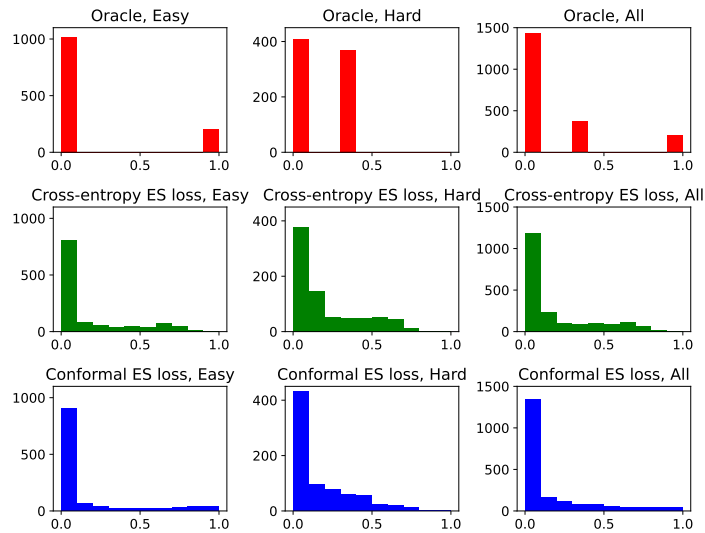 Oracle, Easy
Oracle, Hard
Oracle, All
1000
500
0
0.0 0.5 1.0
400
200
0
0.0 0.5 1.0
1500
1000
500
0
0.0 0.5 1.0
Cross-entropy ES loss, Easy
Cross-entropy ES loss, Hard
Cross-entropy ES loss, All
1000
500
0
0.0 0.5 1.0
400
200
0
0.0 0.5 1.0
1500
1000
500
0
0.0 0.5 1.0
Conformal ES loss, Easy
Conformal ES loss, Hard
Conformal ES loss, All
1000
500
0
0.0 0.5 1.0
400
200
0
0.0 0.5 1.0
1500
1000
500
0
0.0 0.5 1.0